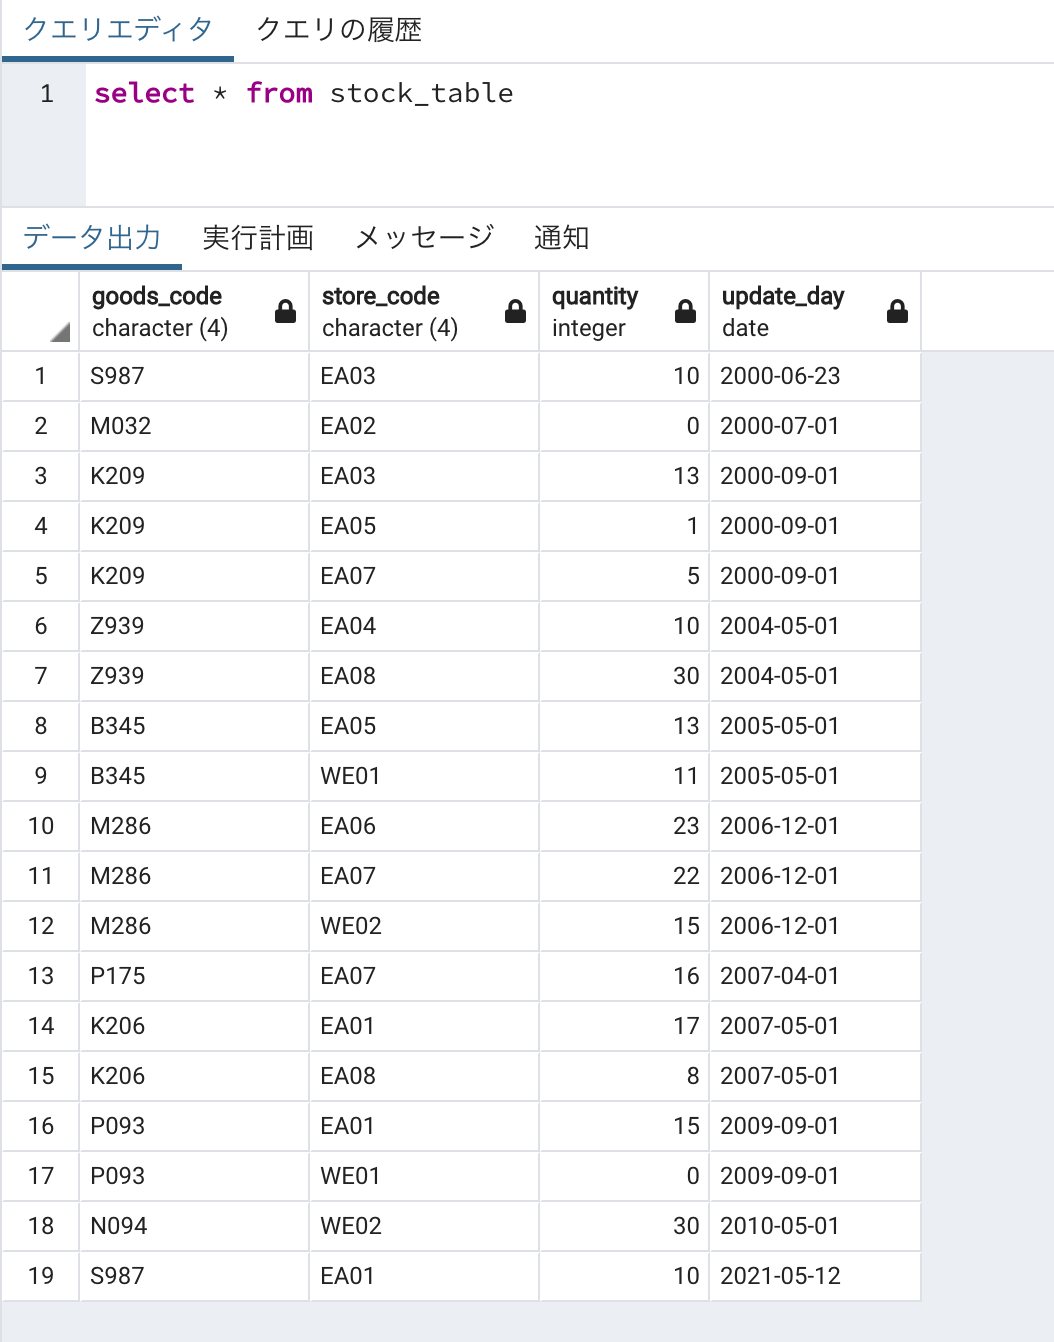 クエリエディタ クエリの履歴
1 select * from stock_table
データ出力 実行計画 メッセージ 通知
goods_code store_code quantity update_day
character (4) character (4) integer date
1 S987 EA03 10 2000-06-23
2 M032 EA02 0 2000-07-01
3 K209 EA03 13 2000-09-01
4 K209 EA05 1 2000-09-01
5 K209 EA07 5 2000-09-01
6 Z939 EA04 10 2004-05-01
7 Z939 EA08 30 2004-05-01
8 B345 EA05 13 2005-05-01
9 B345 WE01 11 2005-05-01
10 M286 EA06 23 2006-12-01
11 M286 EA07 22 2006-12-01
12 M286 WE02 15 2006-12-01
13 P175 EA07 16 2007-04-01
14 K206 EA01 17 2007-05-01
15 K206 EA08 8 2007-05-01
16 P093 EA01 15 2009-09-01
17 P093 WE01 0 2009-09-01
18 N094 WE02 30 2010-05-01
19 S987 EA01 10 2021-05-12